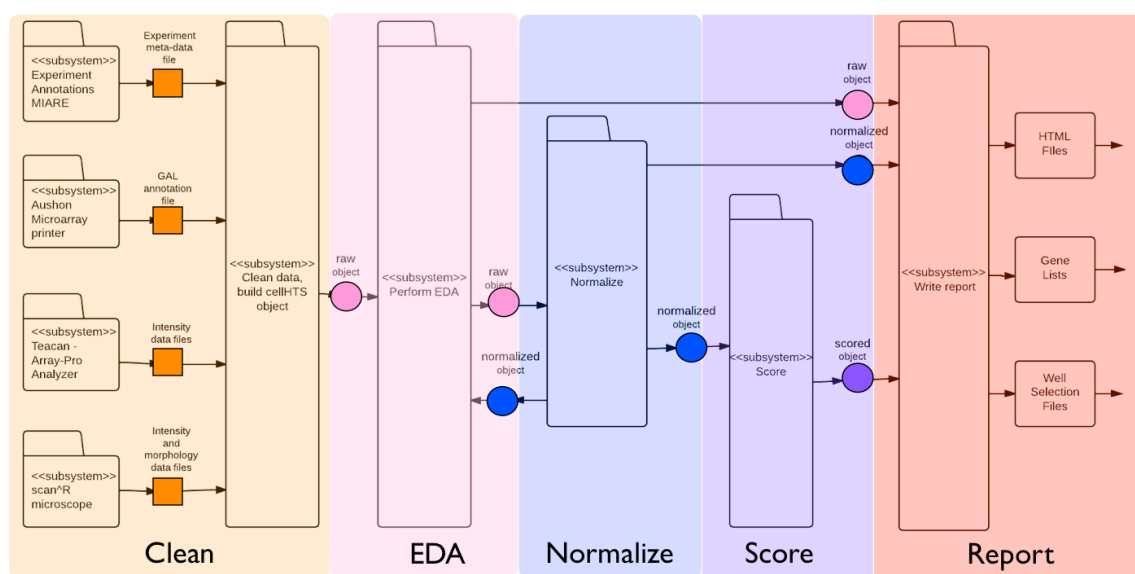 Experiment
meta-data
file
<<subsystem>>
Experiment
Annotations
MIARE
GAL
annotation
file
<<subsystem>>
Aushon
Microarray
printer
Intensity
data files
<<subsystem>>
Teacan -
Array-Pro
Analyzer
Intensity
and
morphology
data files
<<subsystem>>
scan^R
microscope
<<subsystem>>
Clean data,
build cellHTS
object
Clean
raw
object
<<subsystem>>
Perform EDA
raw
object
normalized
object
EDA
<<subsystem>>
Normalize
normalized
object
Normalize
<<subsystem>>
Score
Score
raw
object
normalized
object
scored
object
<<subsystem>>
Write report
HTML
FIles
Gene
Lists
Well
Selection
Files
Report